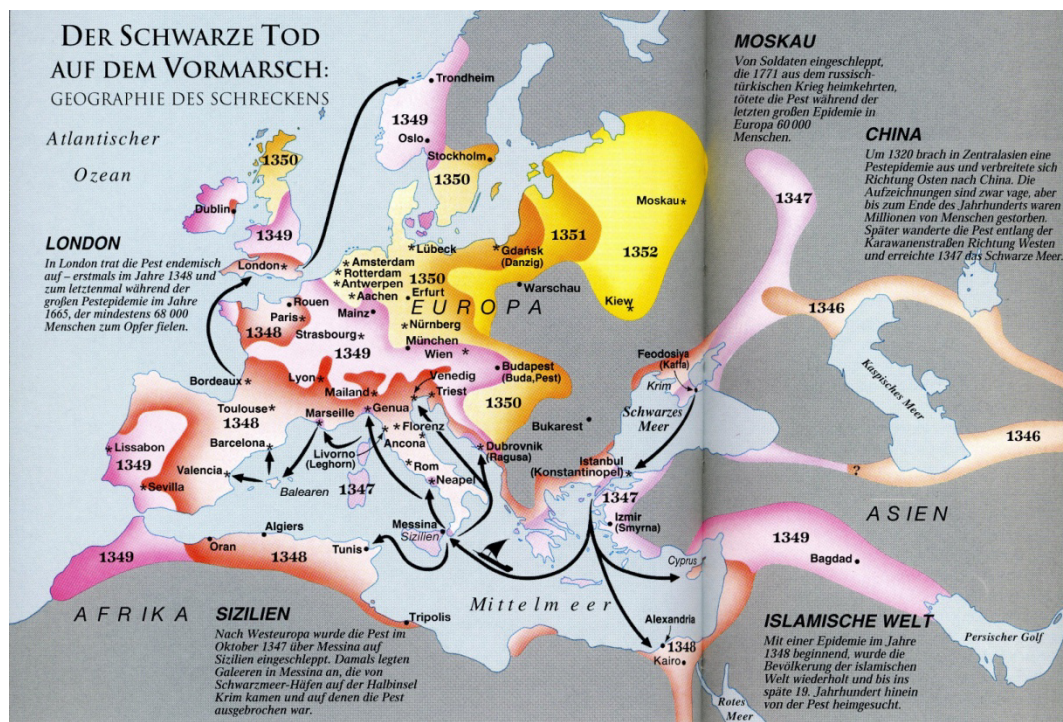 DER SCHWARZE TOD
AUF DEM VORMARSCH:
GEOGRAPHIE DES SCHRECKENS
Atlantischer
Ozean
LONDON
In London trat die Pest endemisch
auf – erstmals im Jahre 1348 und
zum letztenmal während der
großen Pestepidemie im Jahre
1665, der mindestens 68 000
Menschen zum Opfer fielen.
MOSKAU
Von Soldaten eingeschleppt,
die 1771 aus dem russisch-
türkischen Krieg heimkehrten,
tötete die Pest während der
letzten großen Epidemie in
Europa 60 000
Menschen.
CHINA
Um 1320 brach in Zentralasien eine
Pestepidemie aus und verbreitete sich
Richtung Osten nach China. Die
Aufzeichnungen sind zwar vage, aber
bis zum Ende des Jahrhunderts waren
Millionen von Menschen gestorben.
Später wanderte die Pest entlang der
Karawanenstraßen Richtung Westen
und erreichte 1347 das Schwarze Meer.
Trondheim
1349
Oslo
Stockholm
1350
1350
Dublin
1349
London
Lübeck
Gdańsk
(Danzig)
1351
Moskau
1352
1347
Amsterdam
Rotterdam
Antwerpen
Aachen
1350
Erfurt
Warschau
EUROPA
Kiew
Rouen
Paris
1348
Mainz
Nürnberg
Strasbourg
München
1349
Wien
Budapest
(Buda,Pest)
1350
Bordeaux
Lyon
Mailand
Venedig
Triest
Feodosiya
(Kaffa)
Krim
1346
Kaspisches Meer
Toulouse
1348
Marseille
Genua
Florenz
Schwarzes
Meer
Bukarest
Barcelona
Livorno
(Leghorn)
Ancona
Dubrovnik
(Ragusa)
Lissabon
1349
Valencia
Balearen
1347
Rom
Neapel
Istanbul
(Konstantinopel)
1346
?
Sevilla
1347
Izmir
(Smyrna)
ASIEN
Messina
Sizilien
Algiers
Oran
Tunis
1349
1348
Cyprus
1349
Bagdad
AFRIKA
Tripolis
Mittelmeer
Alexandria
1348
Kairo
Persischer Golf
Rotes
Meer
SIZILIEN
Nach Westeuropa wurde die Pest im
Oktober 1347 über Messina auf
Sizilien eingeschleppt. Damals legten
Galeeren in Messina an, die von
Schwarzmeer-Häfen auf der Halbinsel
Krim kamen und auf denen die Pest
ausgebrochen war.
ISLAMISCHE WELT
Mit einer Epidemie im Jahre
1348 beginnend, wurde die
Bevölkerung der islamischen
Welt wiederholt und bis ins
späte 19. Jahrhundert hinein
von der Pest heimgesucht.